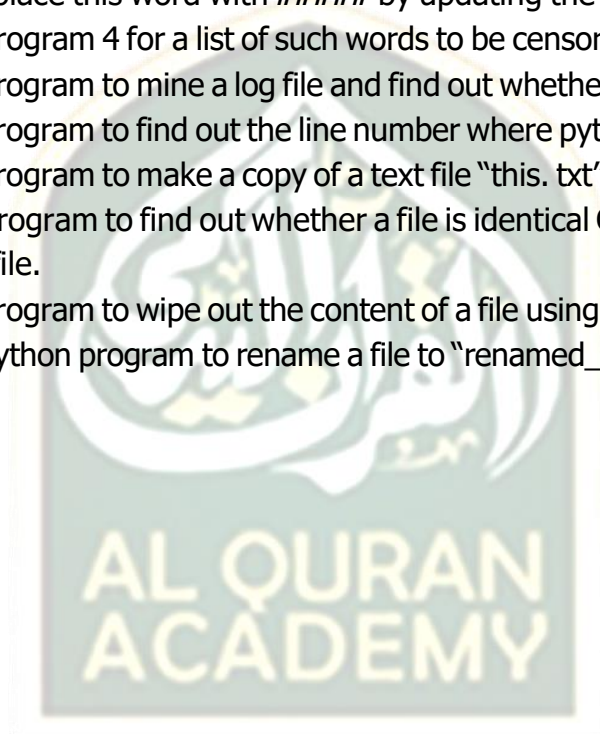 place this word with ##### by updating the
rogram 4 for a list of such words to be censor
rogram to mine a log file and find out whethe
rogram to find out the line number where pyt
rogram to make a copy of a text file “this. txt”
rogram to find out whether a file is identical
file.
rogram to wipe out the content of a file using
ython program to rename a file to “renamed_
AL QURAN
ACADEMY